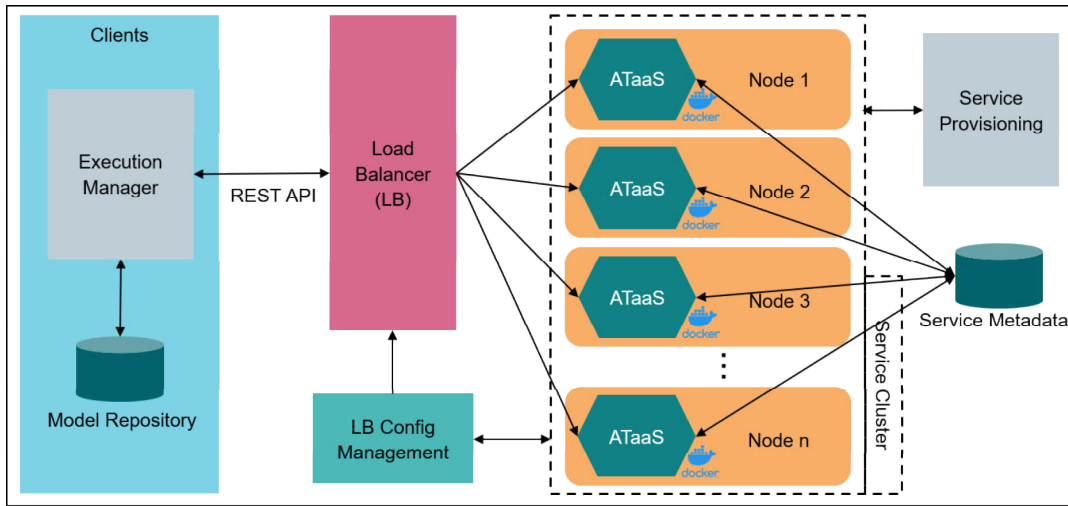 Clients
Execution
Manager
Model Repository
REST API
Load
Balancer
(LB)
LB Config
Management
ATaaS
docker
Node 1
ATaaS
docker
Node 2
ATaaS
docker
Node 3
ATaaS
docker
Node n
Service Cluster
Service
Provisioning
Service Metadata